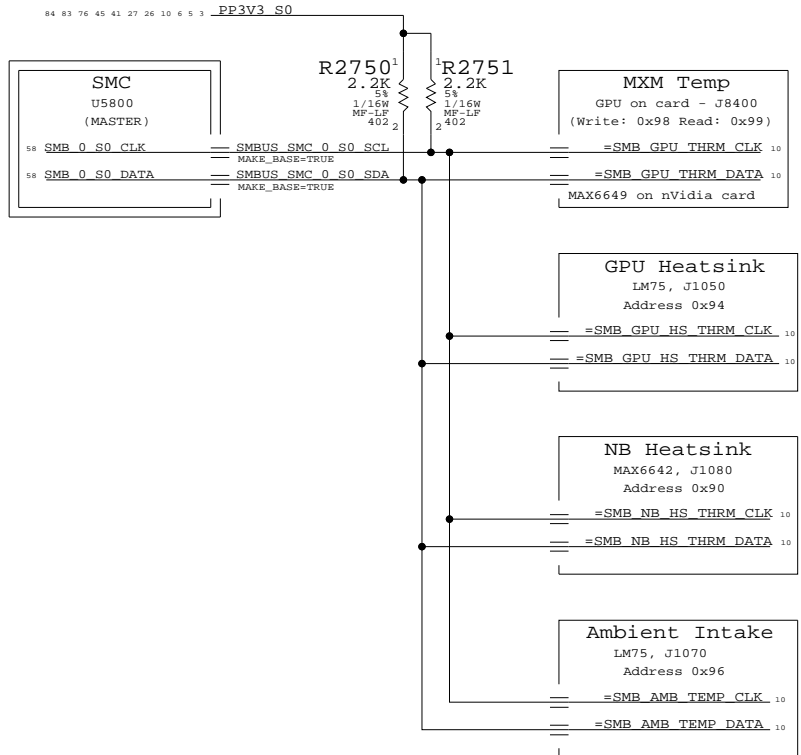 84 83 76 45 41 27 26 10 6 5 3 PP3V3_S0
SMC
U5800
(MASTER)
58 SMB_0_S0_CLK
58 SMB_0_S0_DATA
SMBUS_SMC_0_S0_SCL
MAKE_BASE=TRUE
SMBUS_SMC_0_S0_SDA
MAKE_BASE=TRUE
R2750 1
2.2K
5%
1/16W
MF-LF
402
2
1 R2751
2.2K
5%
1/16W
MF-LF
402
2
MXM Temp
GPU on card - J8400
(Write: 0x98 Read: 0x99)
=SMB_GPU_THRM_CLK 10
=SMB_GPU_THRM_DATA 10
MAX6649 on nVidia card
GPU Heatsink
LM75, J1050
Address 0x94
=SMB_GPU_HS_THRM_CLK 10
=SMB_GPU_HS_THRM_DATA 10
NB Heatsink
MAX6642, J1080
Address 0x90
=SMB_NB_HS_THRM_CLK 10
=SMB_NB_HS_THRM_DATA 10
Ambient Intake
LM75, J1070
Address 0x96
=SMB_AMB_TEMP_CLK 10
=SMB_AMB_TEMP_DATA 10